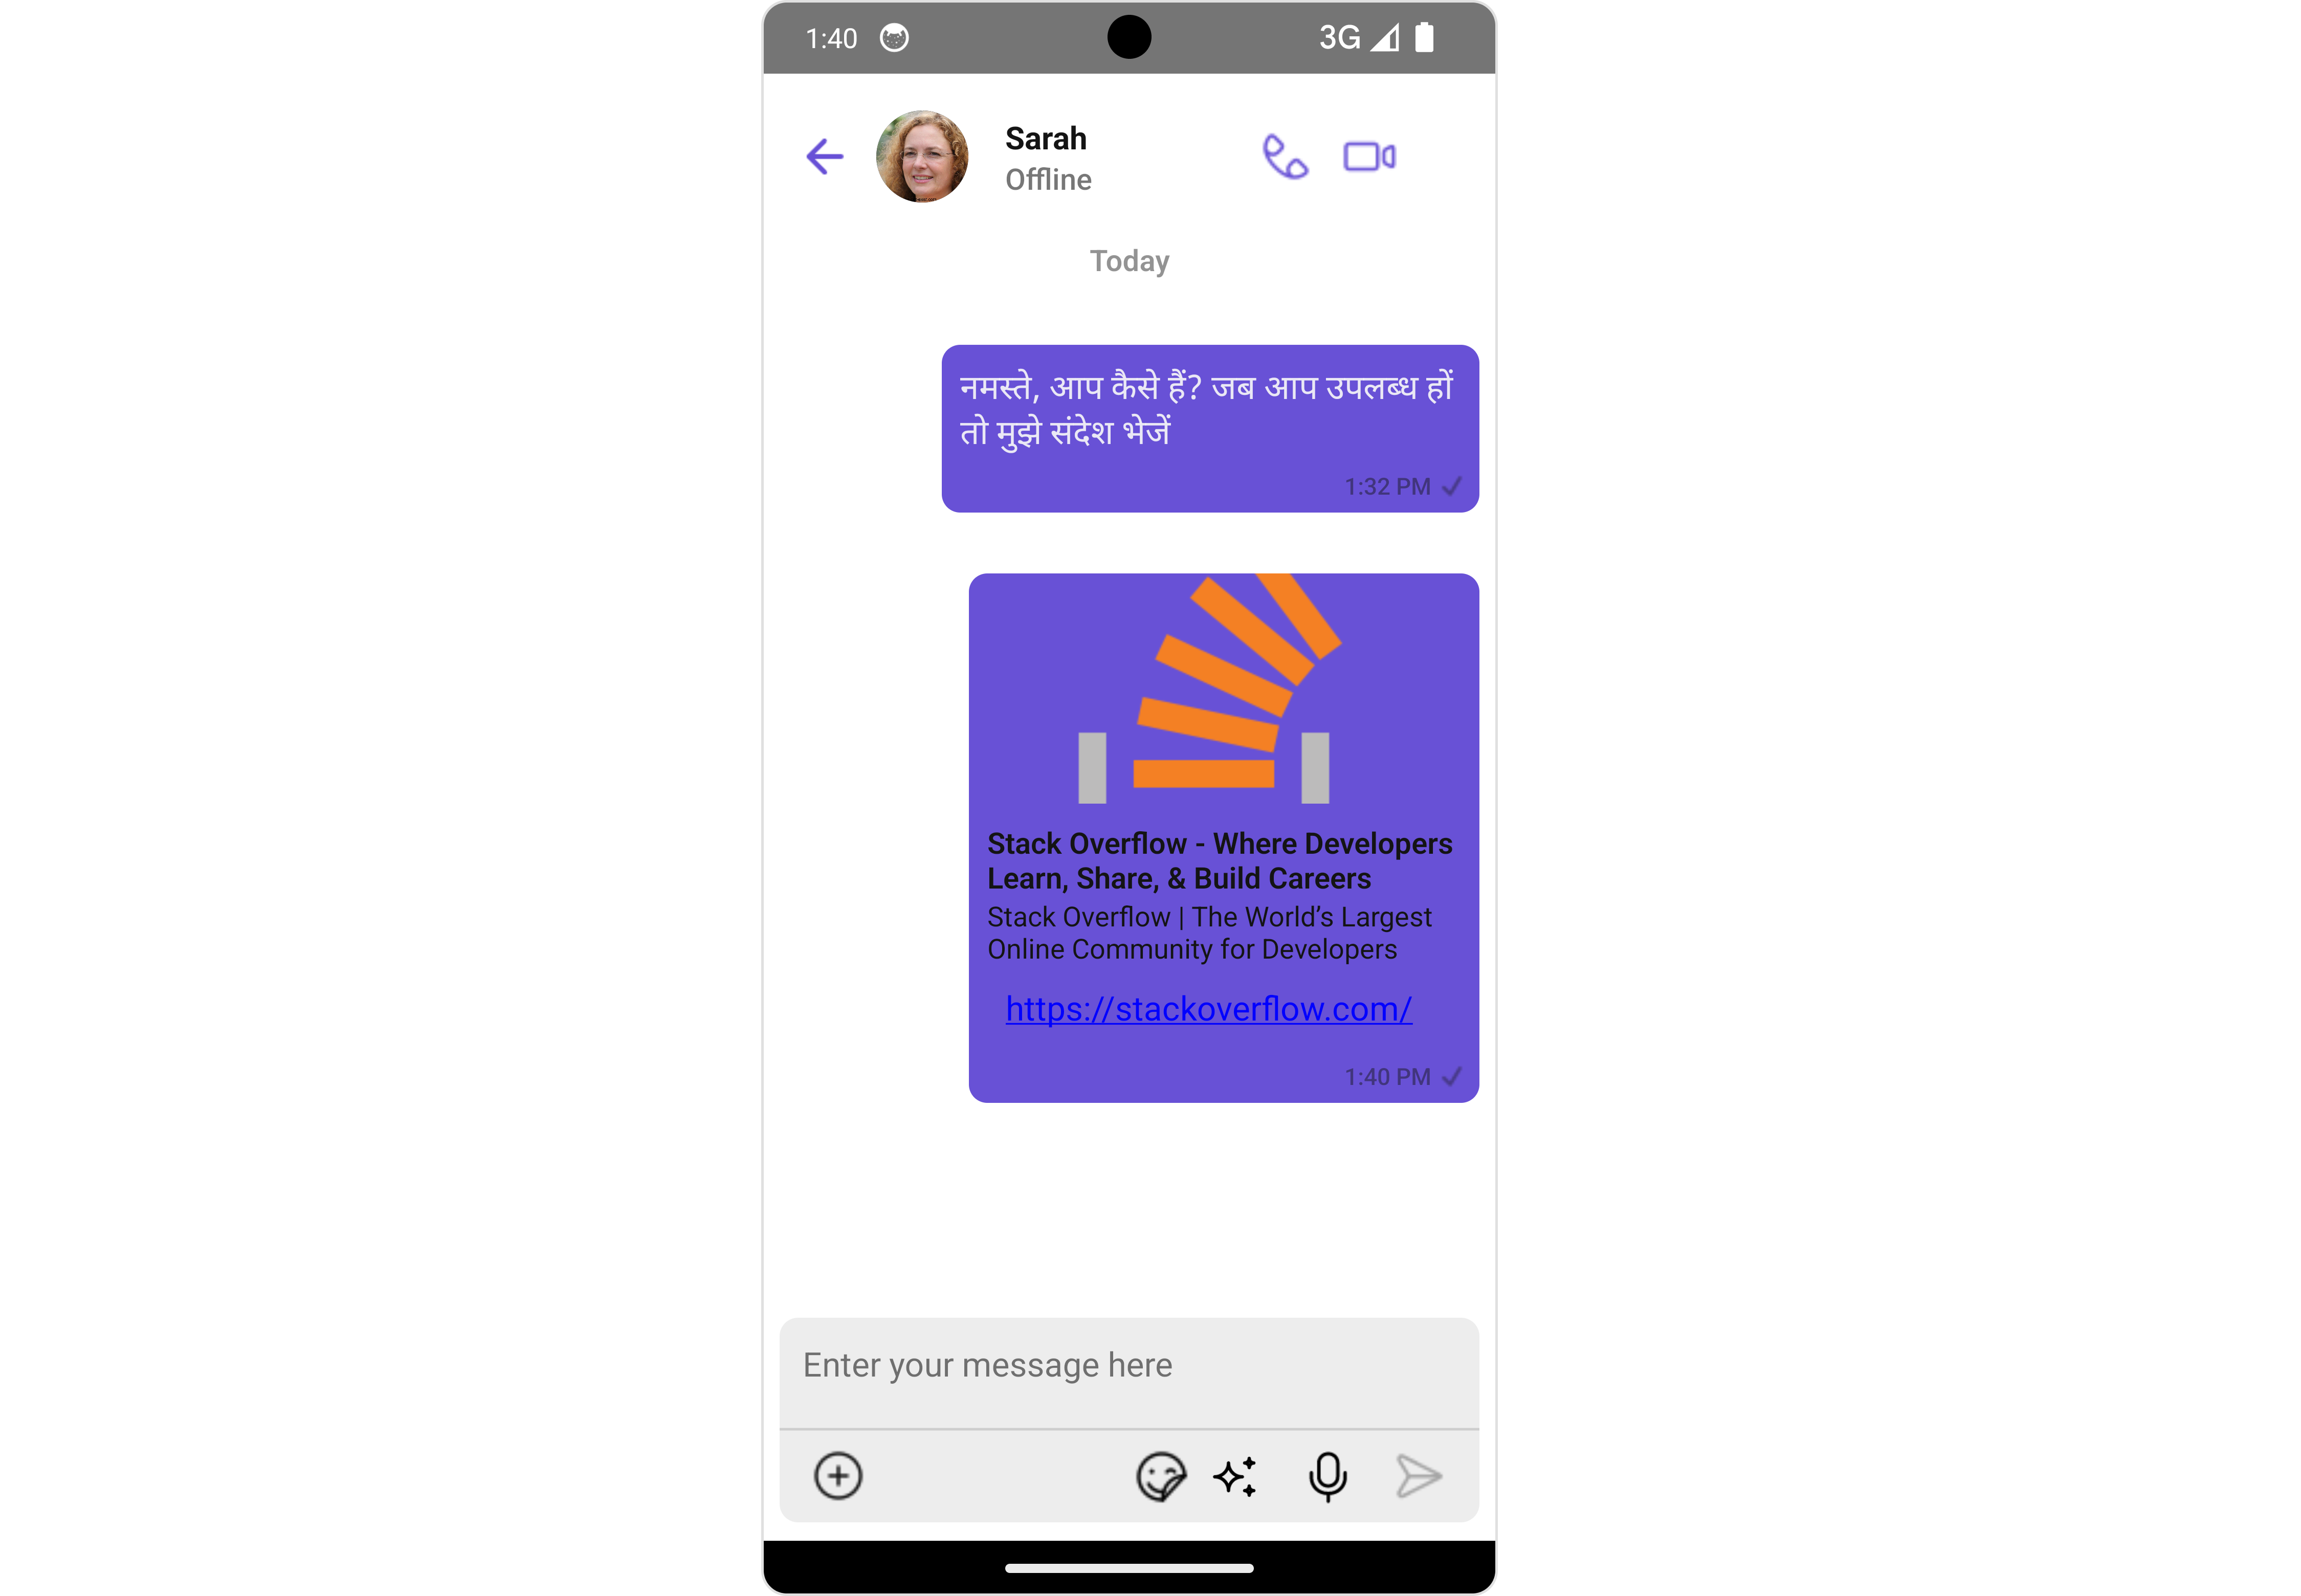 1:40
3G
Sarah
Offline
Today
नमस्ते, आप कैसे हैं? जब आप उपलब्ध हों
तो मुझे संदेश भेजें
1:32 PM
Stack Overflow - Where Developers
Learn, Share, & Build Careers
Stack Overflow | The World’s Largest
Online Community for Developers
https://stackoverflow.com/
1:40 PM
Enter your message here